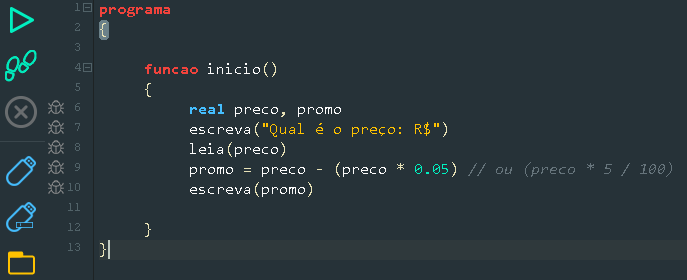 1 programa
2 {
3
4 funcao inicio()
5 {
6 real preco, promo
7 escreva("Qual é o preço: R$")
8 leia(preco)
9 promo = preco - (preco * 0.05) // ou (preco * 5 / 100)
10 escreva(promo)
11
12 }
13 }